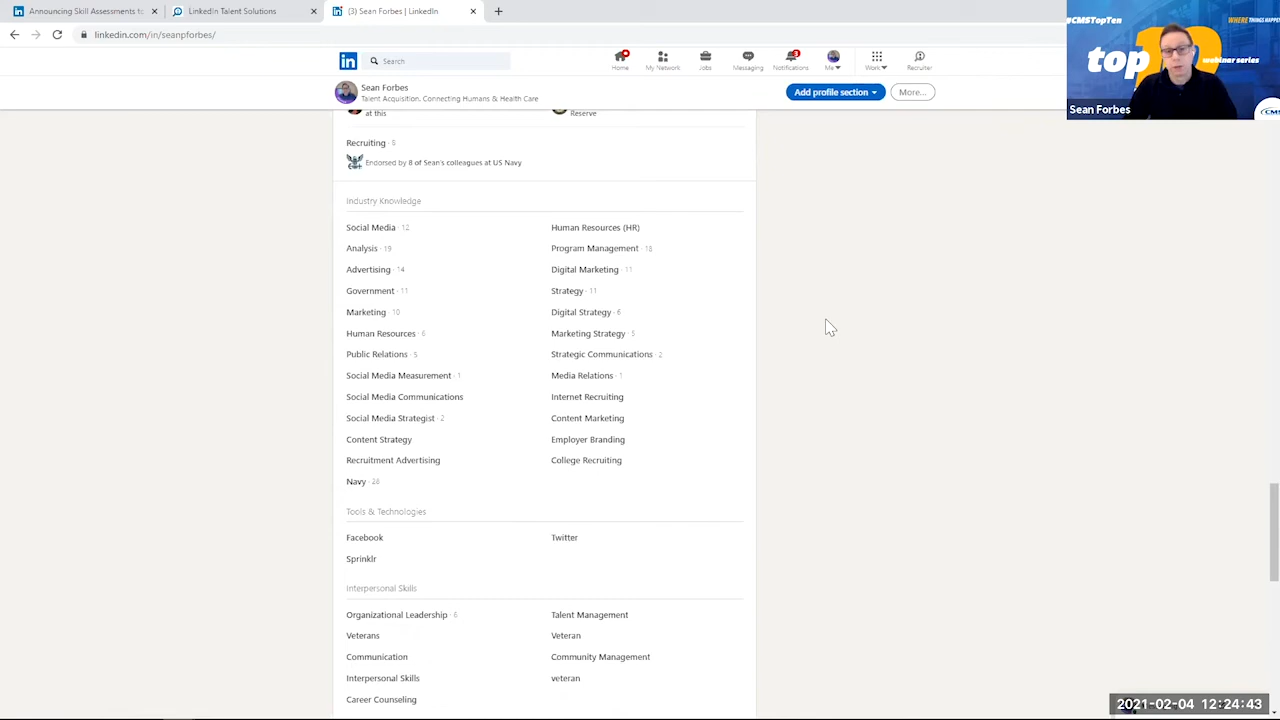 Announcing Skill Assessments to
LinkedIn Talent Solutions
(3) Sean Forbes | LinkedIn
linkedin.com/in/seanpforbes/
#CMSTopTen
WHERE THINGS HAPPEN
top
webinar series
Sean Forbes
in
Search
Home
My Network
Jobs
Messaging
3
Notifications
Me
Work
Recruiter
Sean Forbes
Talent Acquisition. Connecting Humans & Health Care
Add profile section
More...
at this
Reserve
Recruiting · 8
Endorsed by 8 of Sean's colleagues at US Navy
Industry Knowledge
Social Media · 12
Human Resources (HR)
Analysis · 19
Program Management · 13
Advertising · 14
Digital Marketing · 11
Government · 11
Strategy · 11
Marketing · 10
Digital Strategy · 6
Human Resources · 6
Marketing Strategy · 5
Public Relations · 5
Strategic Communications · 2
Social Media Measurement · 1
Media Relations · 1
Social Media Communications
Internet Recruiting
Social Media Strategist · 2
Content Marketing
Content Strategy
Employer Branding
Recruitment Advertising
College Recruiting
Navy · 28
Tools & Technologies
Facebook
Twitter
Sprinklr
Interpersonal Skills
Organizational Leadership · 6
Talent Management
Veterans
Veteran
Communication
Community Management
Interpersonal Skills
veteran
Career Counseling
2021-02-04 12:24:43